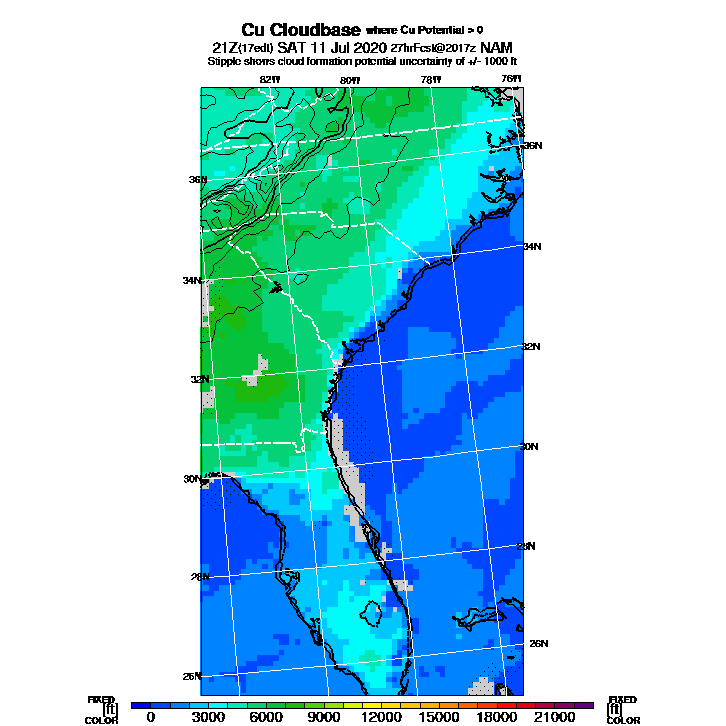 Cu Cloudbase where Cu Potential > 0
21Z(17edt) SAT 11 Jul 2020 27hrFcst@2017z NAM
Stipple shows cloud formation potential uncertainty of +/- 1000 ft
82W 80W 78W 76W
36N
36N
34N
34N
32N
32N
30N
30N
28N
28N
26N
26N
FIXED FIXED
[ft] [ft]
COLOR COLOR
0 3000 6000 9000 12000 15000 18000 21000